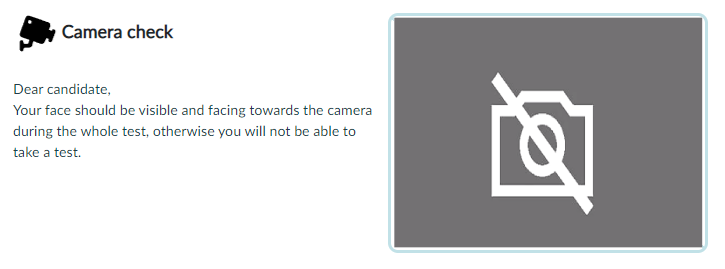 Camera check
Dear candidate,
Your face should be visible and facing towards the camera
during the whole test, otherwise you will not be able to
take a test.